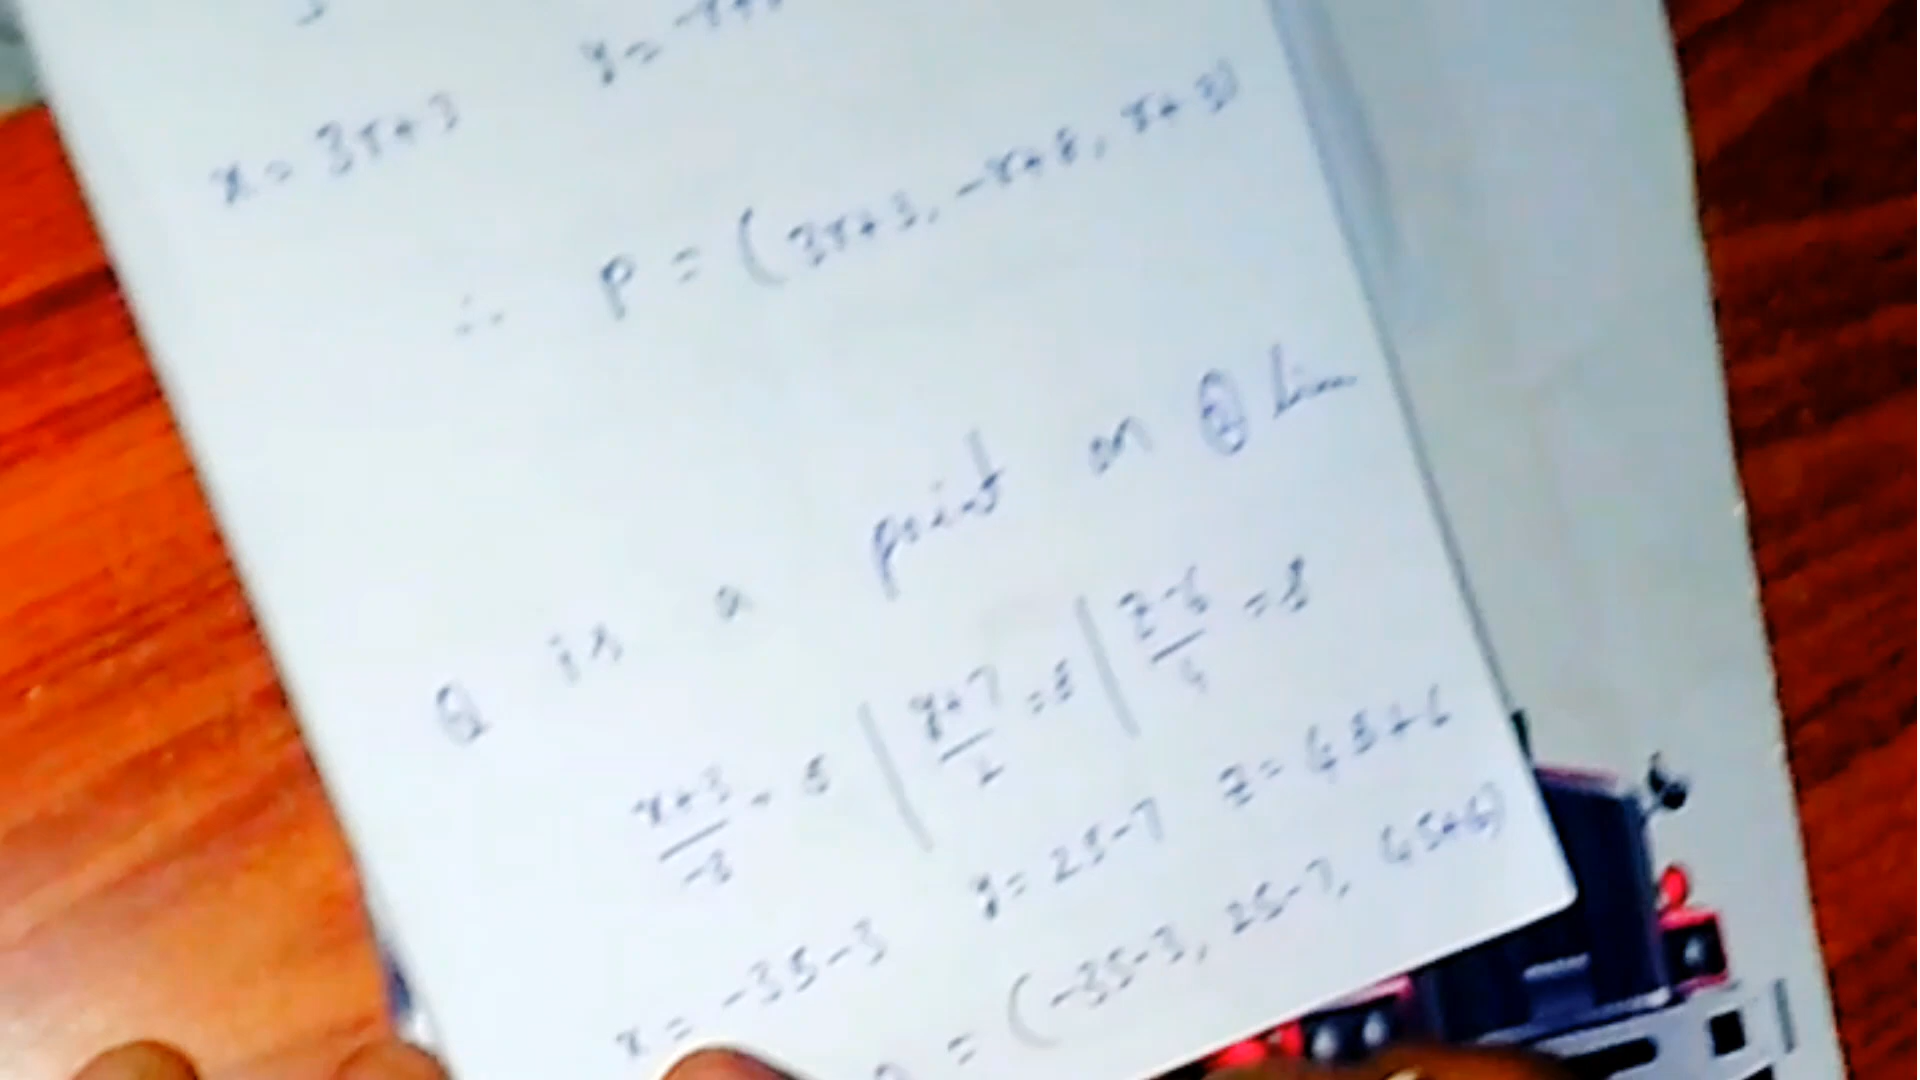 x = 3r+3 y = -r+
∴ P = (3r+3, -r+8, r+3)
Q is a point on ② Line
x+3/-3 = s | y+7/2 = s | z-6/4 = s
x = -3s-3 y = 2s-7 z = 4s+6
= (-3s-3, 2s-7, 4s+6)